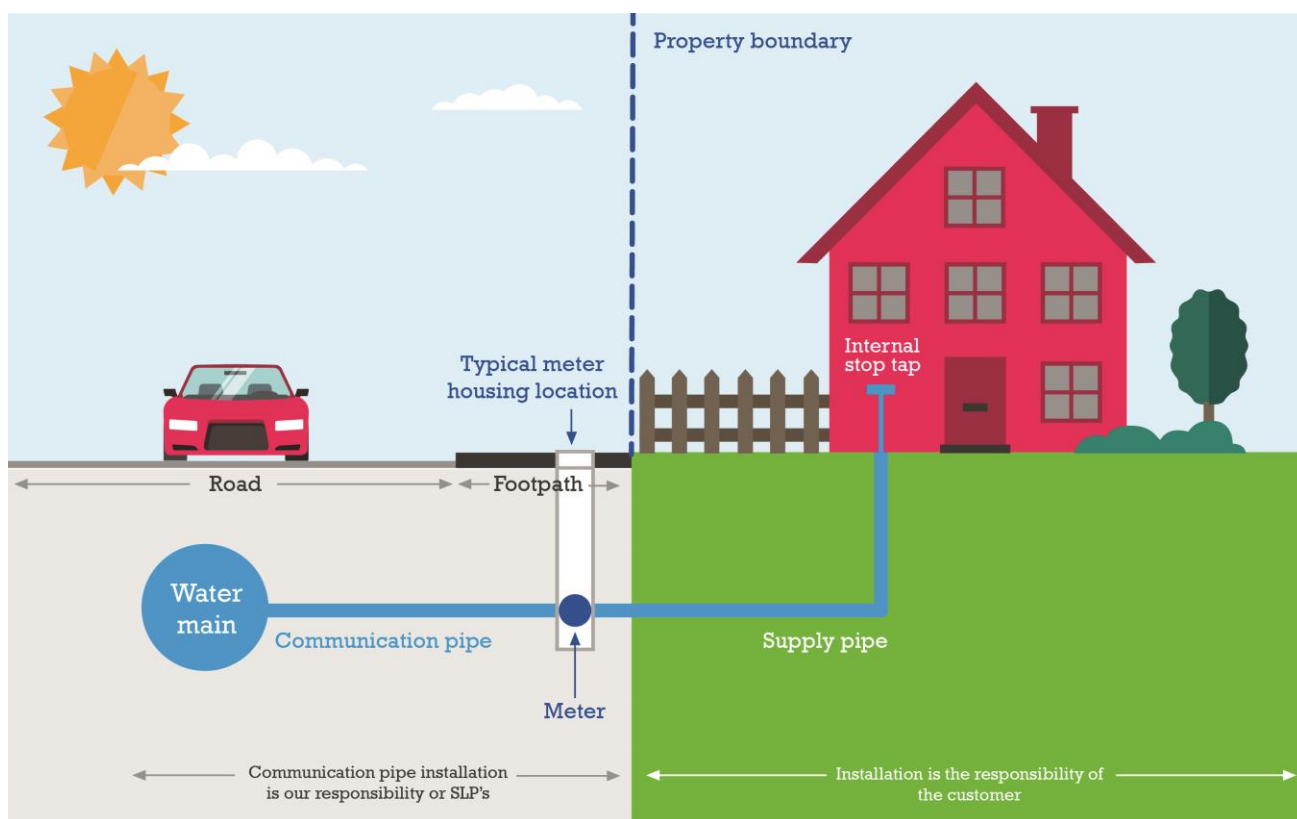 Property boundary
Internal
stop tap
Typical meter
housing location
Road
Footpath
Water
main
Communication pipe
Supply pipe
Meter
Communication pipe installation
is our responsibility or SLP's
Installation is the responsibility of
the customer